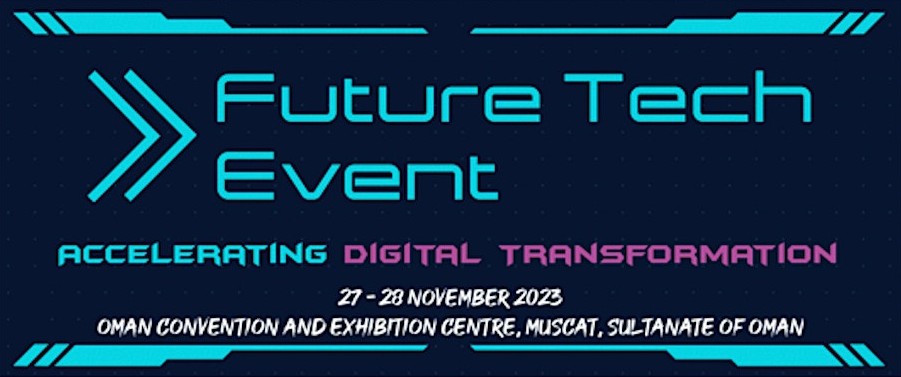 Future Tech
Event
ACCELERATING DIGITAL TRANSFORMATION
27 - 28 NOVEMBER 2023
OMAN CONVENTION AND EXHIBITION CENTRE, MUSCAT, SULTANATE OF OMAN